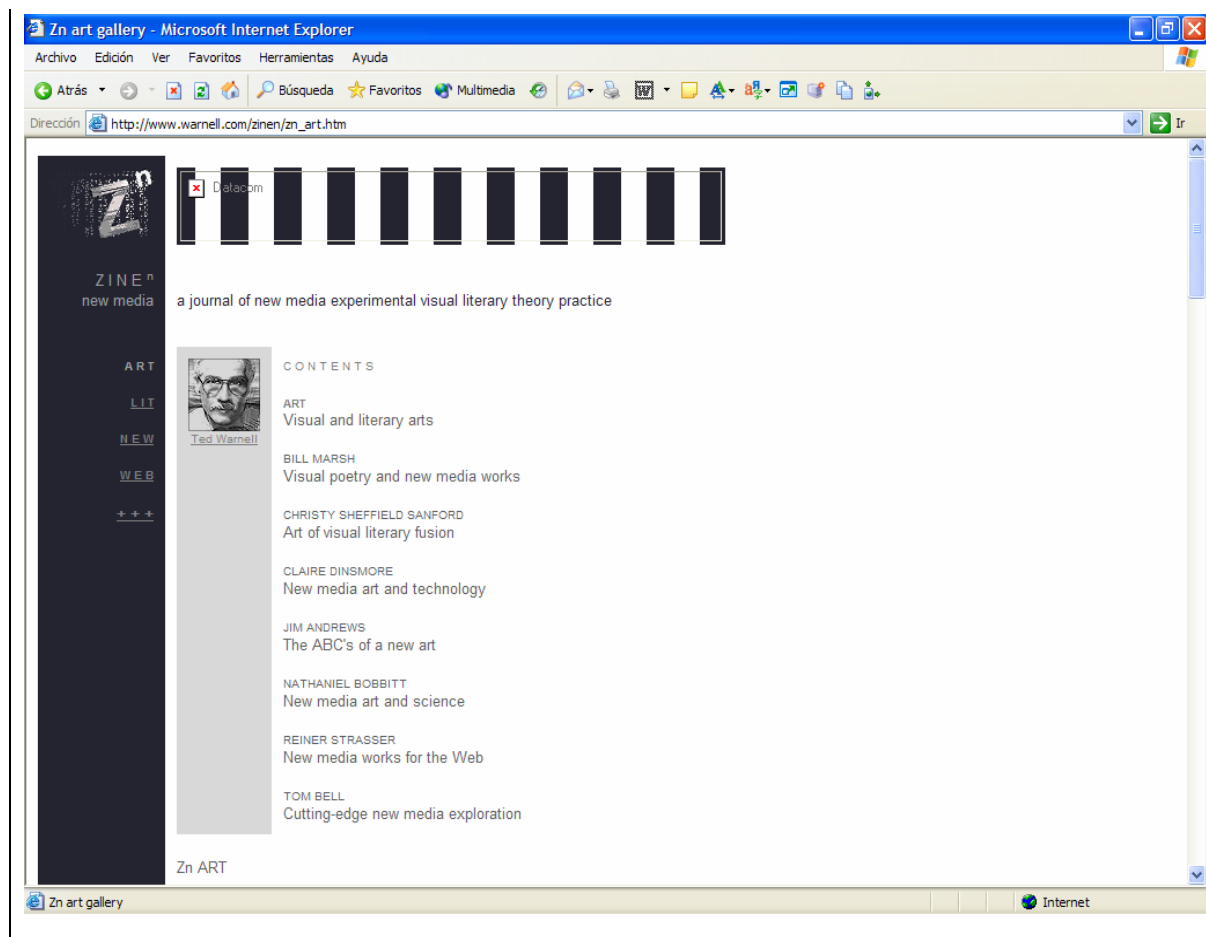 Zn art gallery - Microsoft Internet Explorer
Archivo Edición Ver Favoritos Herramientas Ayuda
Atrás Búsqueda Favoritos Multimedia
Dirección http://www.warnell.com/zinen/zn_art.htm Ir
Zn
Datacom
ZINEn
new media
a journal of new media experimental visual literary theory practice
ART
LIT
NEW
WEB
+++
Ted Warnell
CONTENTS
ART
Visual and literary arts
BILL MARSH
Visual poetry and new media works
CHRISTY SHEFFIELD SANFORD
Art of visual literary fusion
CLAIRE DINSMORE
New media art and technology
JIM ANDREWS
The ABC's of a new art
NATHANIEL BOBBITT
New media art and science
REINER STRASSER
New media works for the Web
TOM BELL
Cutting-edge new media exploration
Zn ART
Zn art gallery Internet